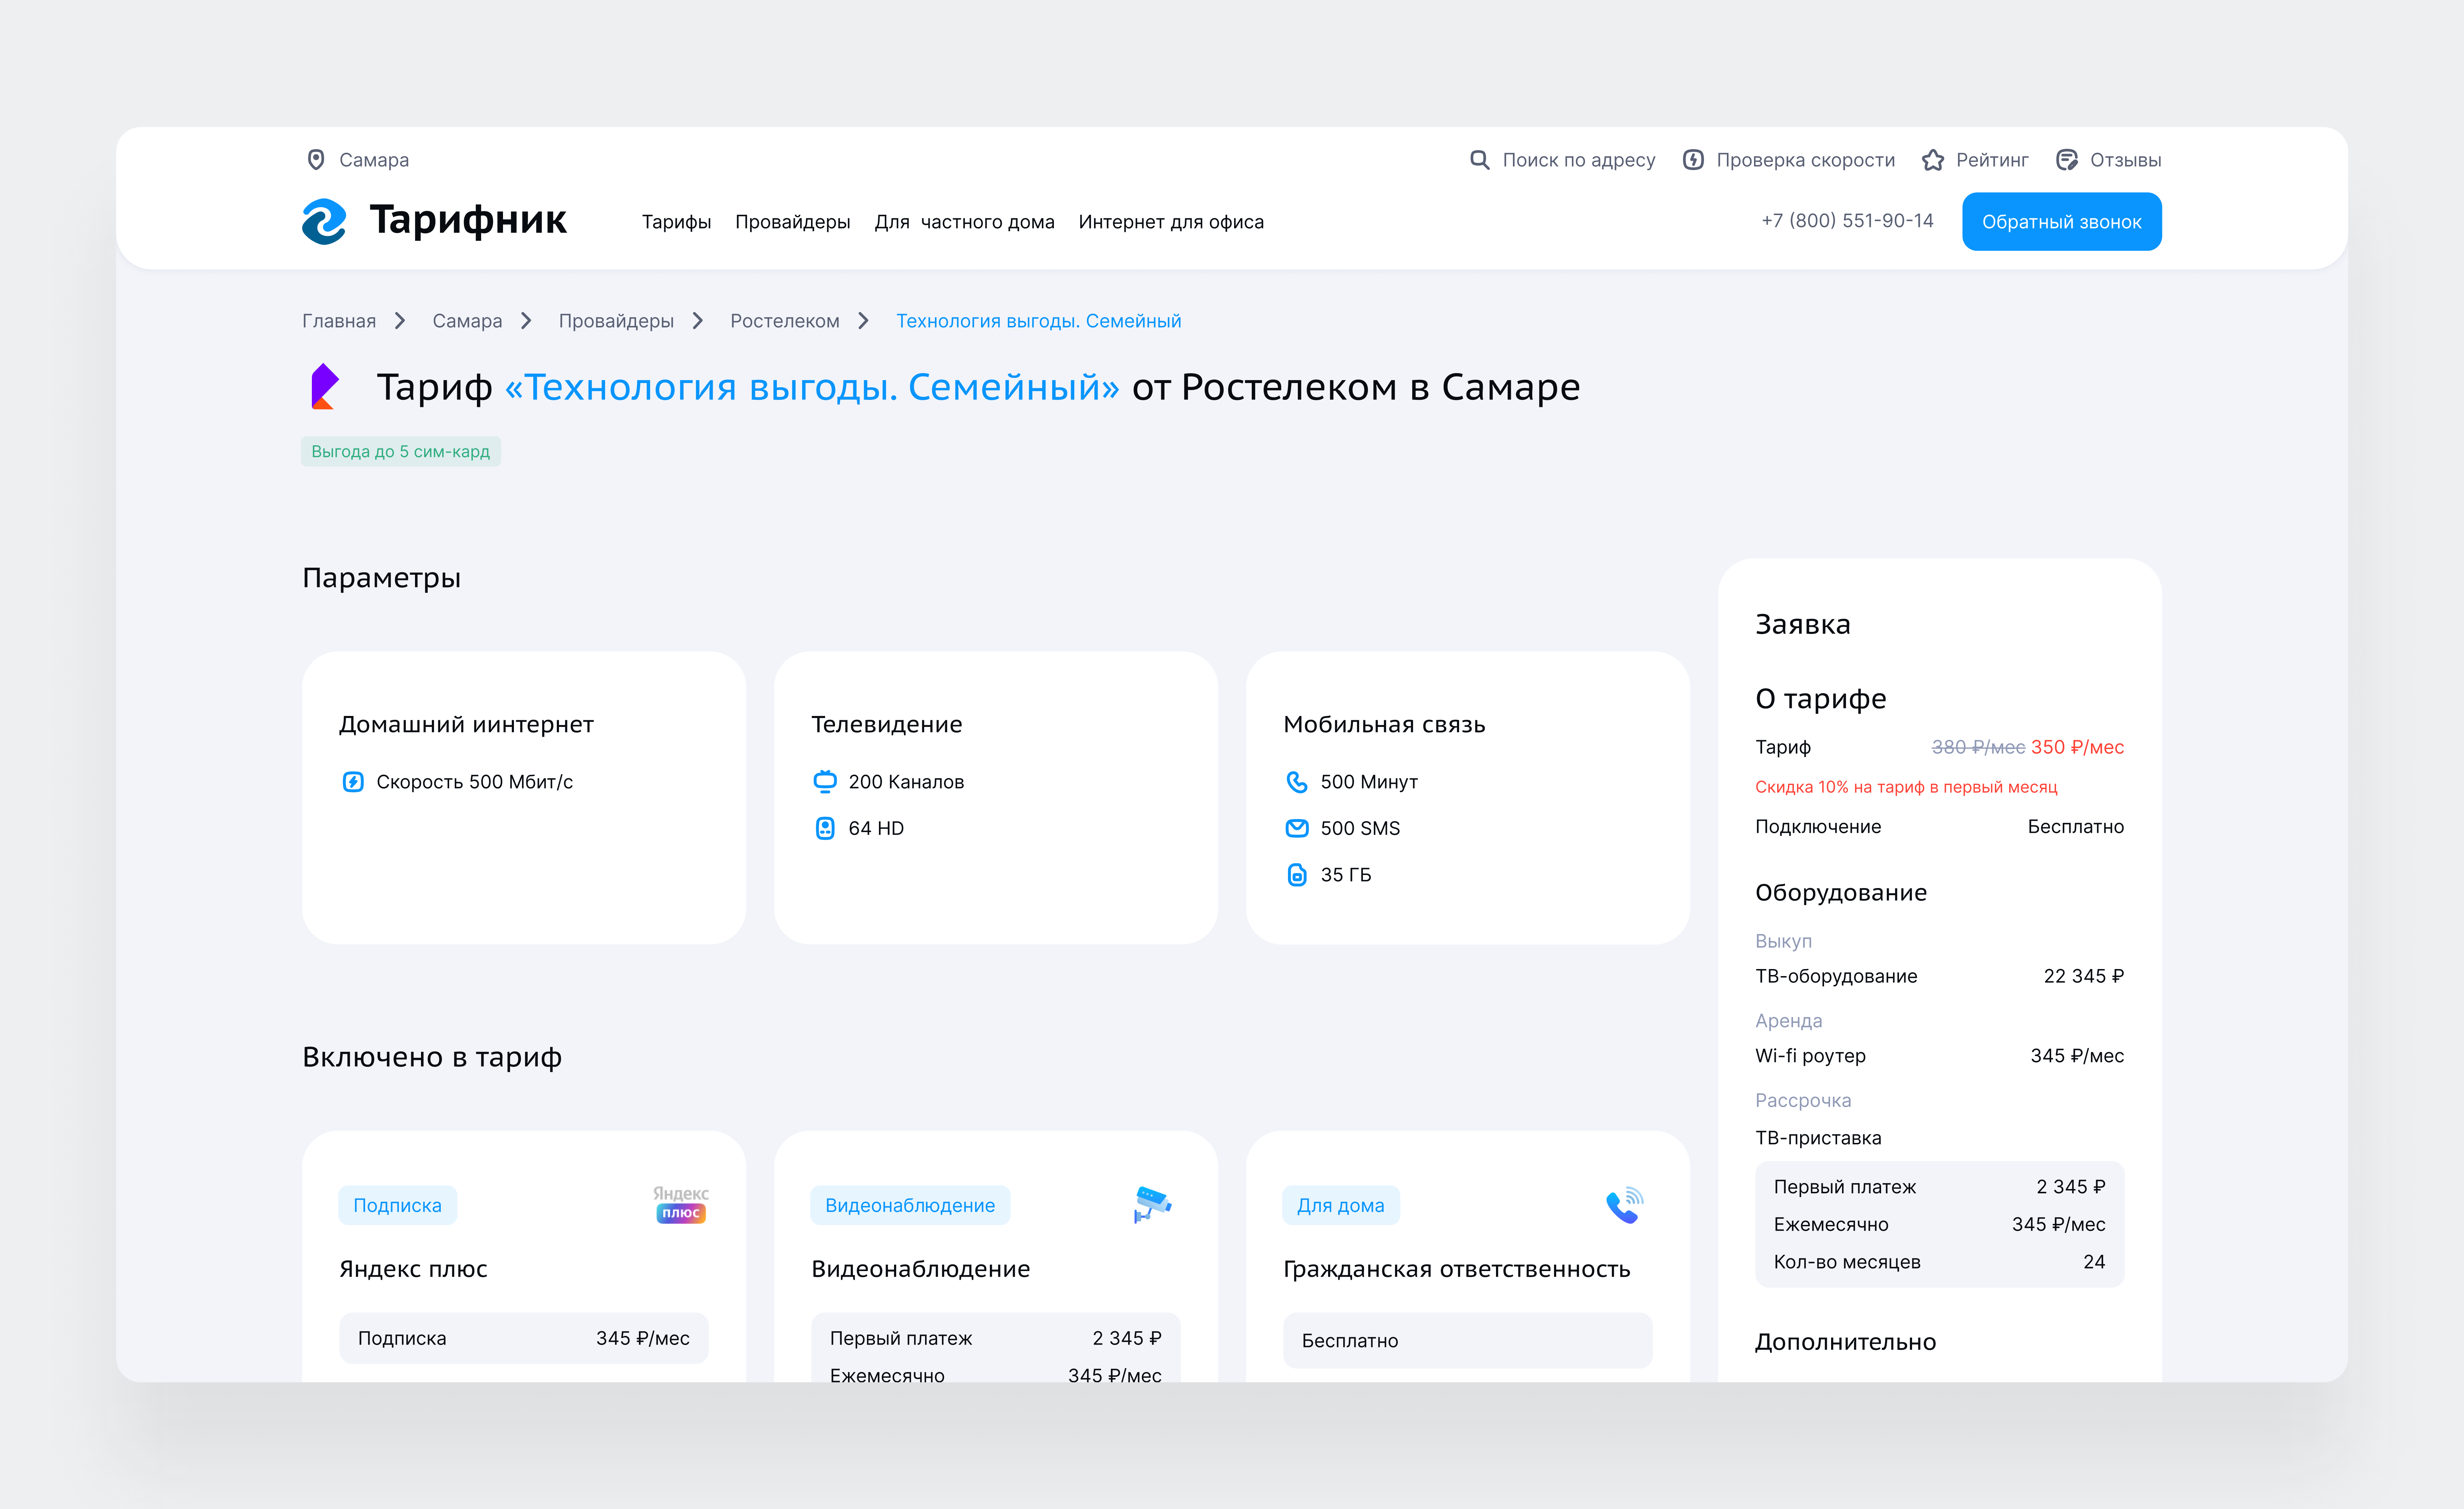 Самара
Поиск по адресу
Проверка скорости
Рейтинг
Отзывы
Тарифник
Тарифы
Провайдеры
Для частного дома
Интернет для офиса
+7 (800) 551-90-14
Обратный звонок
Главная
Самара
Провайдеры
Ростелеком
Технология выгоды. Семейный
Тариф «Технология выгоды. Семейный» от Ростелеком в Самаре
Выгода до 5 сим-кард
Параметры
Домашний иинтернет
Скорость 500 Мбит/с
Телевидение
200 Каналов
64 HD
Мобильная связь
500 Минут
500 SMS
35 ГБ
Включено в тариф
Подписка
Яндекс
плюс
Яндекс плюс
Подписка 345 ₽/мес
Видеонаблюдение
Видеонаблюдение
Первый платеж 2 345 ₽
Ежемесячно 345 ₽/мес
Для дома
Гражданская ответственность
Бесплатно
Заявка
О тарифе
Тариф 380 ₽/мес 350 ₽/мес
Скидка 10% на тариф в первый месяц
Подключение Бесплатно
Оборудование
Выкуп
ТВ-оборудование 22 345 ₽
Аренда
Wi-fi роутер 345 ₽/мес
Рассрочка
ТВ-приставка
Первый платеж 2 345 ₽
Ежемесячно 345 ₽/мес
Кол-во месяцев 24
Дополнительно